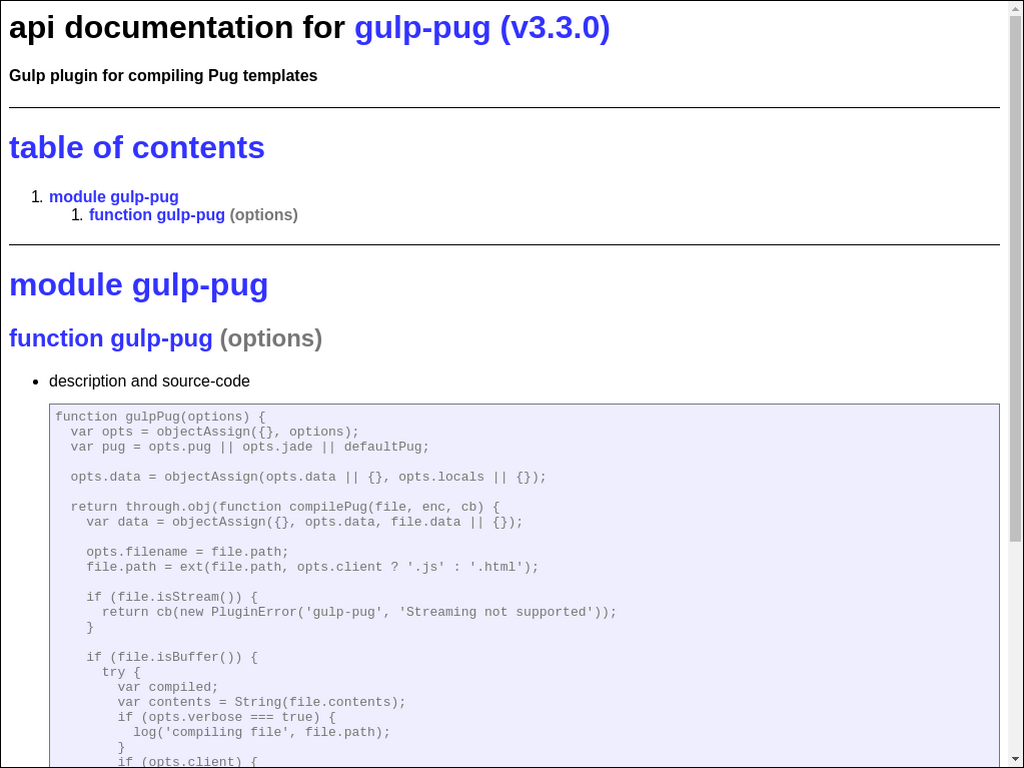 api documentation for gulp-pug (v3.3.0)
Gulp plugin for compiling Pug templates
table of contents
1. module gulp-pug
1. function gulp-pug (options)
module gulp-pug
function gulp-pug (options)
• description and source-code
function gulpPug(options) {
  var opts = objectAssign({}, options);
  var pug = opts.pug || opts.jade || defaultPug;

  opts.data = objectAssign(opts.data || {}, opts.locals || {});

  return through.obj(function compilePug(file, enc, cb) {
    var data = objectAssign({}, opts.data, file.data || {});

    opts.filename = file.path;
    file.path = ext(file.path, opts.client ? '.js' : '.html');

    if (file.isStream()) {
      return cb(new PluginError('gulp-pug', 'Streaming not supported'));
    }

    if (file.isBuffer()) {
      try {
        var compiled;
        var contents = String(file.contents);
        if (opts.verbose === true) {
          log('compiling file', file.path);
        }
        if (opts.client) {